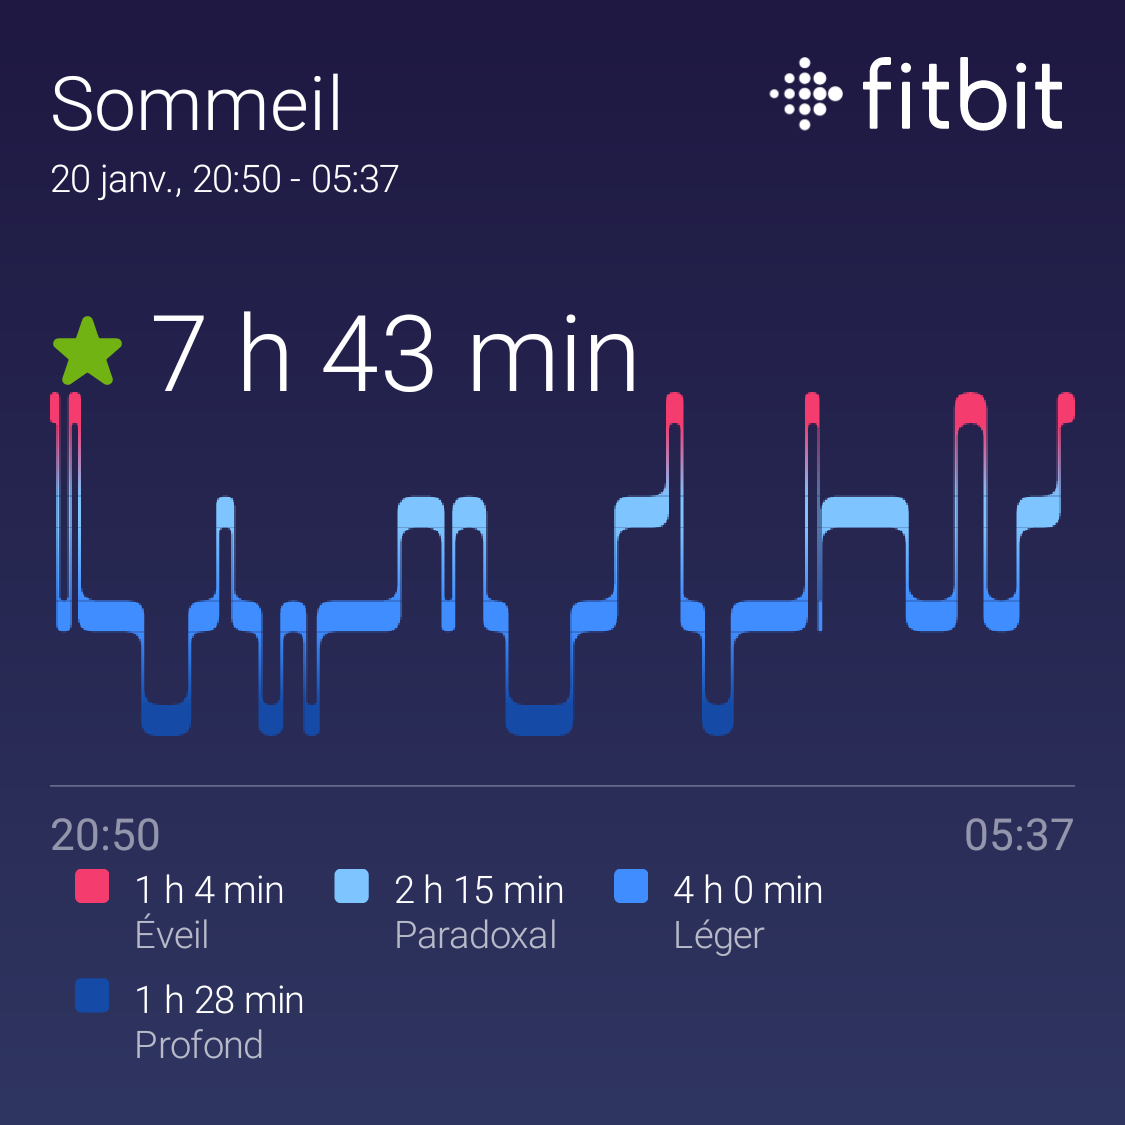 Sommeil
fitbit
20 janv., 20:50 - 05:37
7 h 43 min
20:50
05:37
1 h 4 min
Éveil
2 h 15 min
Paradoxal
4 h 0 min
Léger
1 h 28 min
Profond